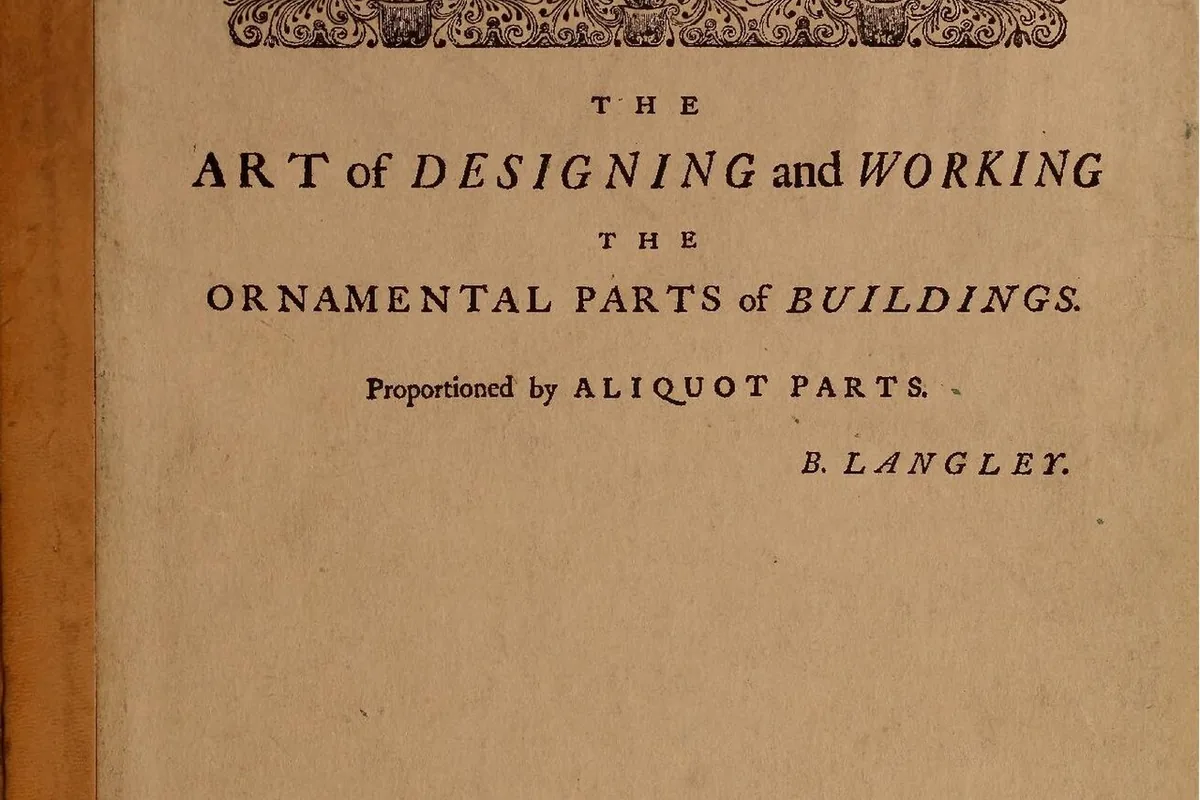 THE
ART of DESIGNING and WORKING
THE
ORNAMENTAL PARTS of BUILDINGS.
Proportioned by ALIQUOT PARTS.
B. LANGLEY.